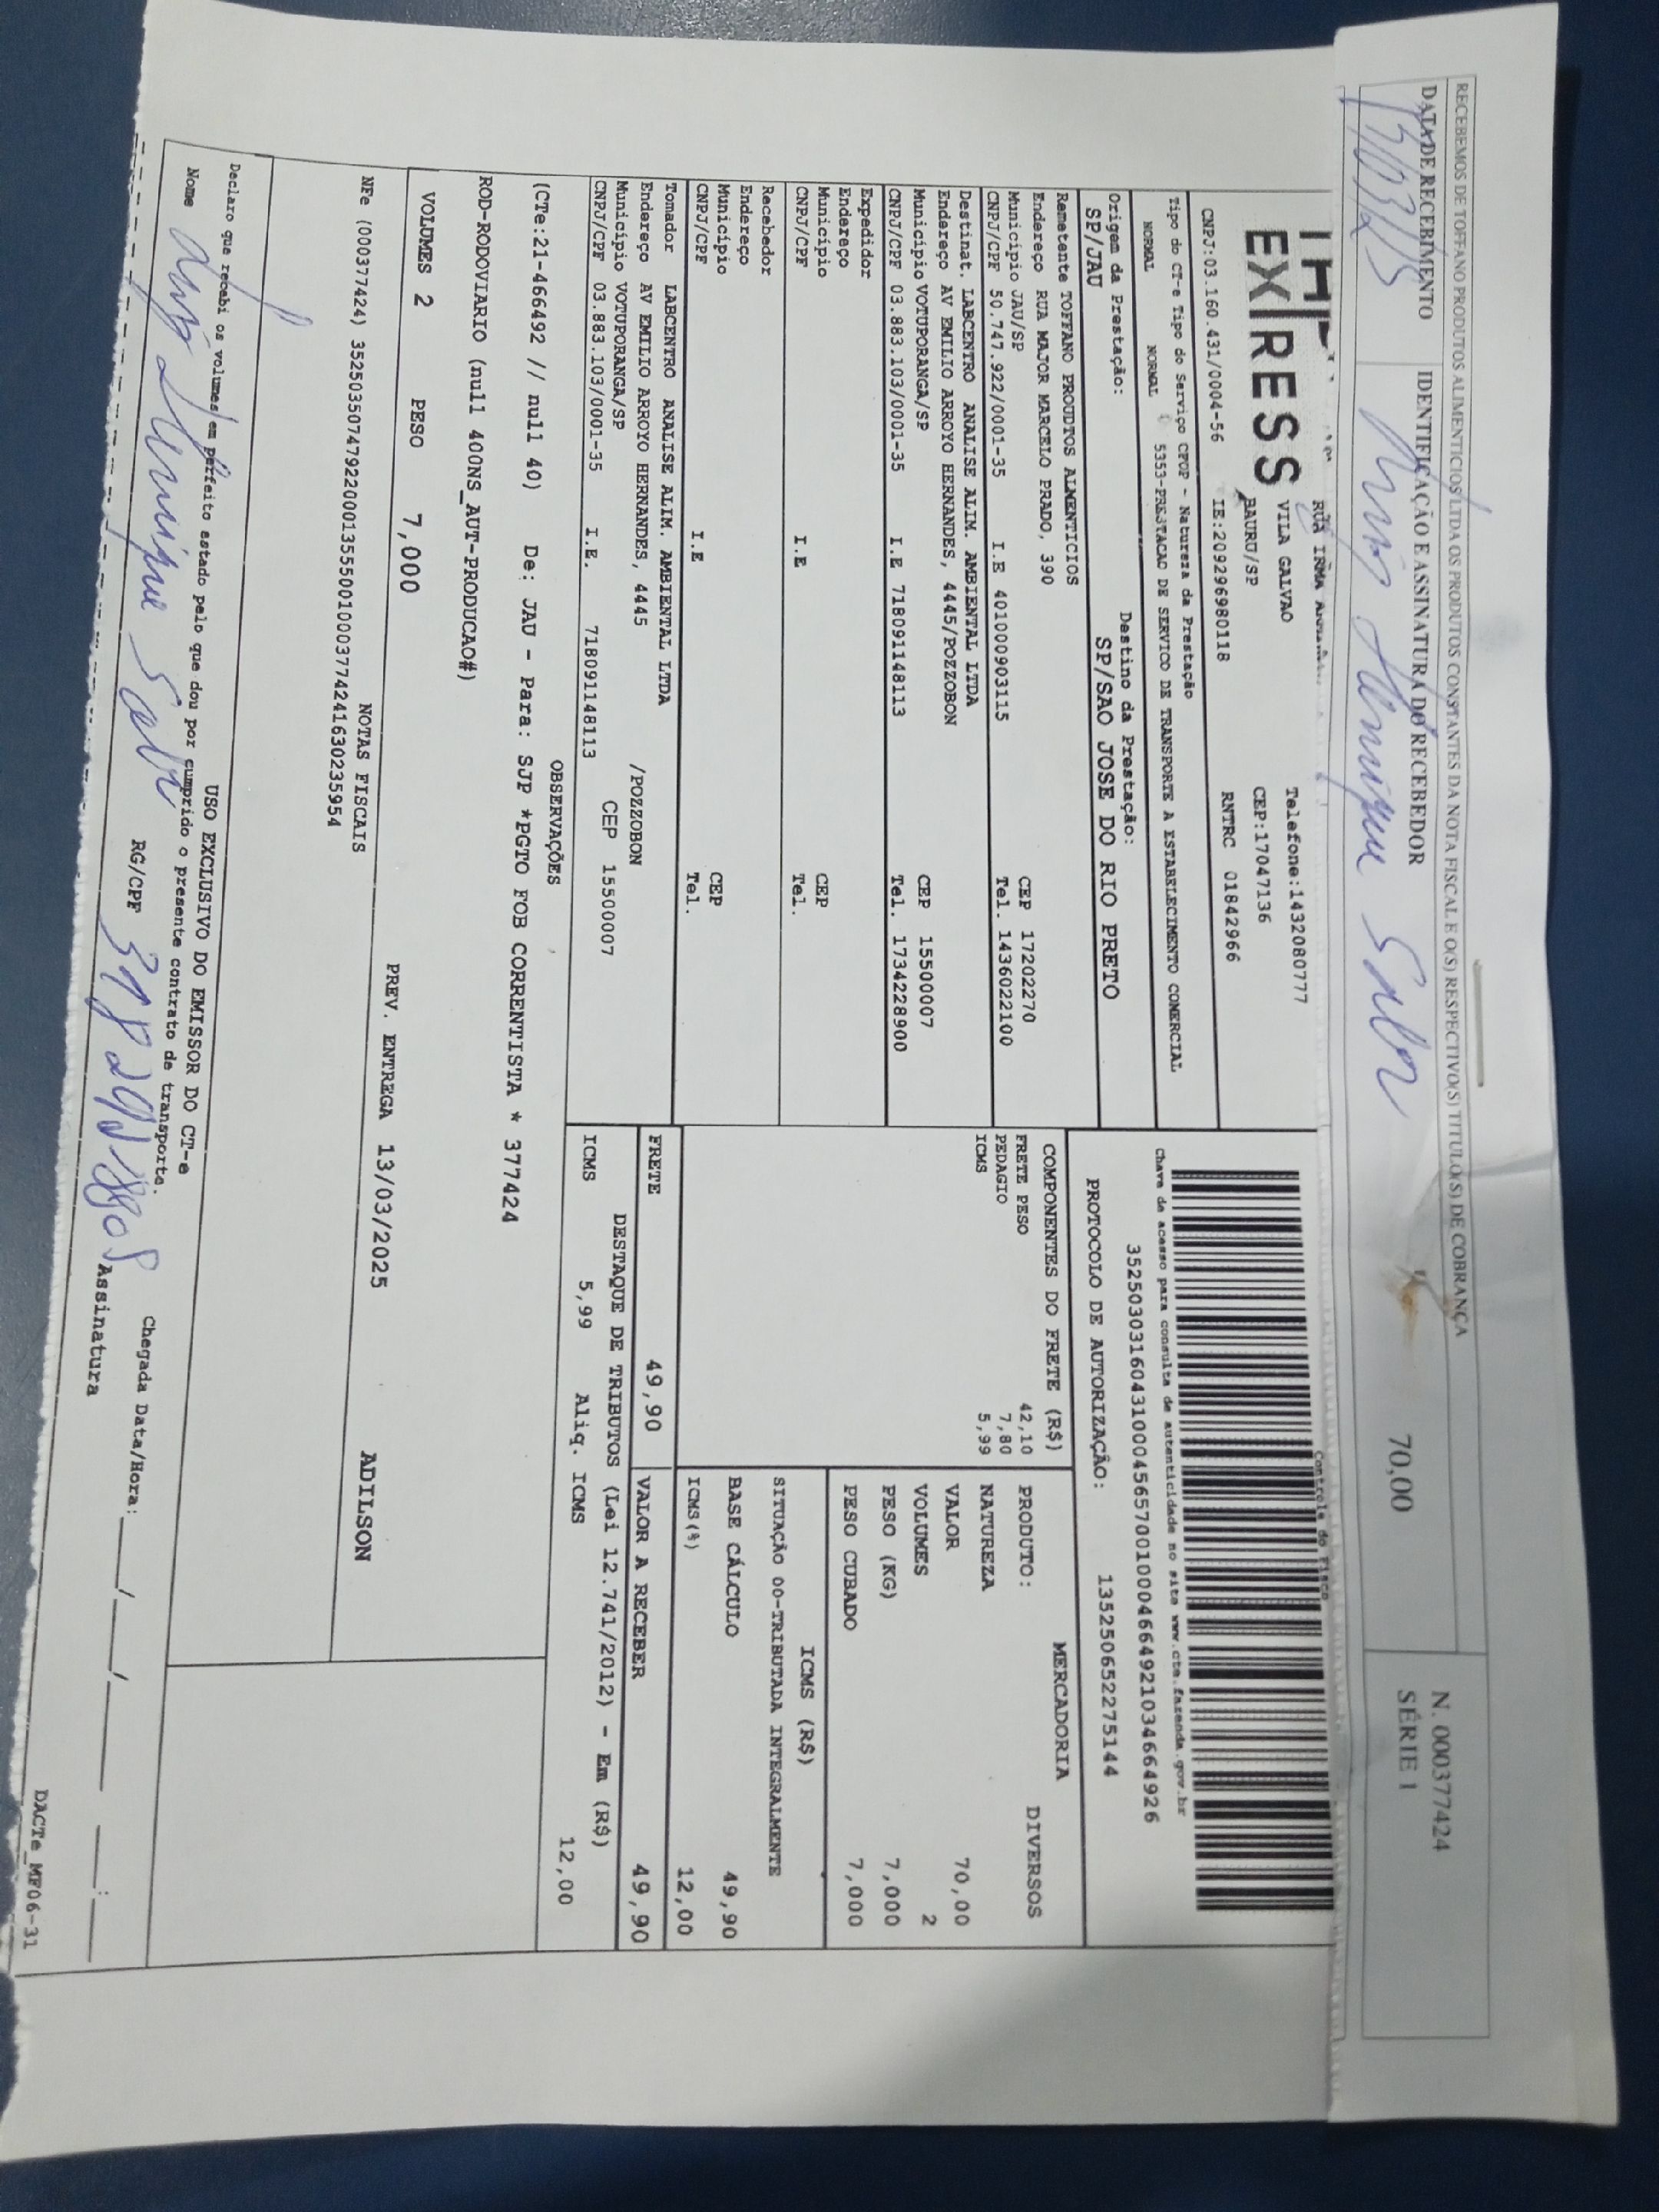 RECEBEMOS DE TOFFANO PRODUTOS ALIMENTICIOS LTDA OS PRODUTOS CONSTANTES DA NOTA FISCAL E O(S) RESPECTIVO(S) TITULO(S) DE COBRANÇA
DATA DE RECEBIMENTO IDENTIFICAÇÃO E ASSINATURA DO RECEBEDOR
70,00
N. 000377424
SÉRIE 1
Henrique
EXPRESS
RUA IRMA
VILA GALVAO
BAURU/SP
Telefone:1432080777
CEP:17047136
CNPJ:03.160.431/0004-56 IE:209296980118 RNTRC 01842966
Controle do Fisco
Tipo do CT-e Tipo do Serviço CFOP - Natureza da Prestação
NORMAL NORMAL 5353-PRESTACAO DE SERVICO DE TRANSPORTE A ESTABELECIMENTO COMERCIAL
Chave de acesso para consulta de autenticidade no site www.cte.fazenda.gov.br
35250303160431000456570010004664921034664926
Origem da Prestação: Destino da Prestação:
SP/JAU SP/SAO JOSE DO RIO PRETO
PROTOCOLO DE AUTORIZAÇÃO: 135250652275144
Remetente TOFFANO PROUDTOS ALMENTICIOS
Endereço RUA MAJOR MARCELO PRADO, 390
Município JAU/SP CEP 17202270
CNPJ/CPF 50.747.922/0001-35 I.E 401000903115 Tel. 1436022100
Destinat. LABCENTRO ANALISE ALIM. AMBIENTAL LTDA
Endereço AV EMILIO ARROYO HERNANDES, 4445/POZZOBON
Município VOTUPORANGA/SP CEP 15500007
CNPJ/CPF 03.883.103/0001-35 I.E 718091148113 Tel. 1734228900
Expedidor
Endereço
Município CEP
CNPJ/CPF I.E Tel.
Recebedor
Endereço
Município CEP
CNPJ/CPF I.E Tel.
Tomador LABCENTRO ANALISE ALIM. AMBIENTAL LTDA
Endereço AV EMILIO ARROYO HERNANDES, 4445 /POZZOBON
Município VOTUPORANGA/SP CEP 15500007
CNPJ/CPF 03.883.103/0001-35 I.E. 718091148113
COMPONENTES DO FRETE (R$)
FRETE PESO 42,10
PEDAGIO 7,80
ICMS 5,99
MERCADORIA
PRODUTO: DIVERSOS
NATUREZA
VALOR 70,00
VOLUMES 2
PESO (KG) 7,000
PESO CUBADO 7,000
ICMS (R$)
SITUAÇÃO 00-TRIBUTADA INTEGRALMENTE
BASE CÁLCULO 49,90
ICMS(%) 12,00
FRETE 49,90 VALOR A RECEBER 49,90
DESTAQUE DE TRIBUTOS (Lei 12.741/2012) - Em (R$)
ICMS 5,99 Aliq. ICMS 12,00
OBSERVAÇÕES
(CTe:21-466492 // null 40) De: JAU - Para: SJP *PGTO FOB CORRENTISTA * 377424
ROD-RODOVIARIO (null 400NS_AUT-PRODUCAO#)
VOLUMES 2 PESO 7,000 PREV. ENTREGA 13/03/2025 ADILSON
NOTAS FISCAIS
NFe (000377424) 35250350747922000135550010003774241630235954
USO EXCLUSIVO DO EMISSOR DO CT-e
Declaro que recebi os volumes em perfeito estado pelo que dou por cumprido o presente contrato de transporte.
Nome Henrique RG/CPF Assinatura
Chegada Data/Hora: ___/___/______ ___:___
DACTe_MF06-31